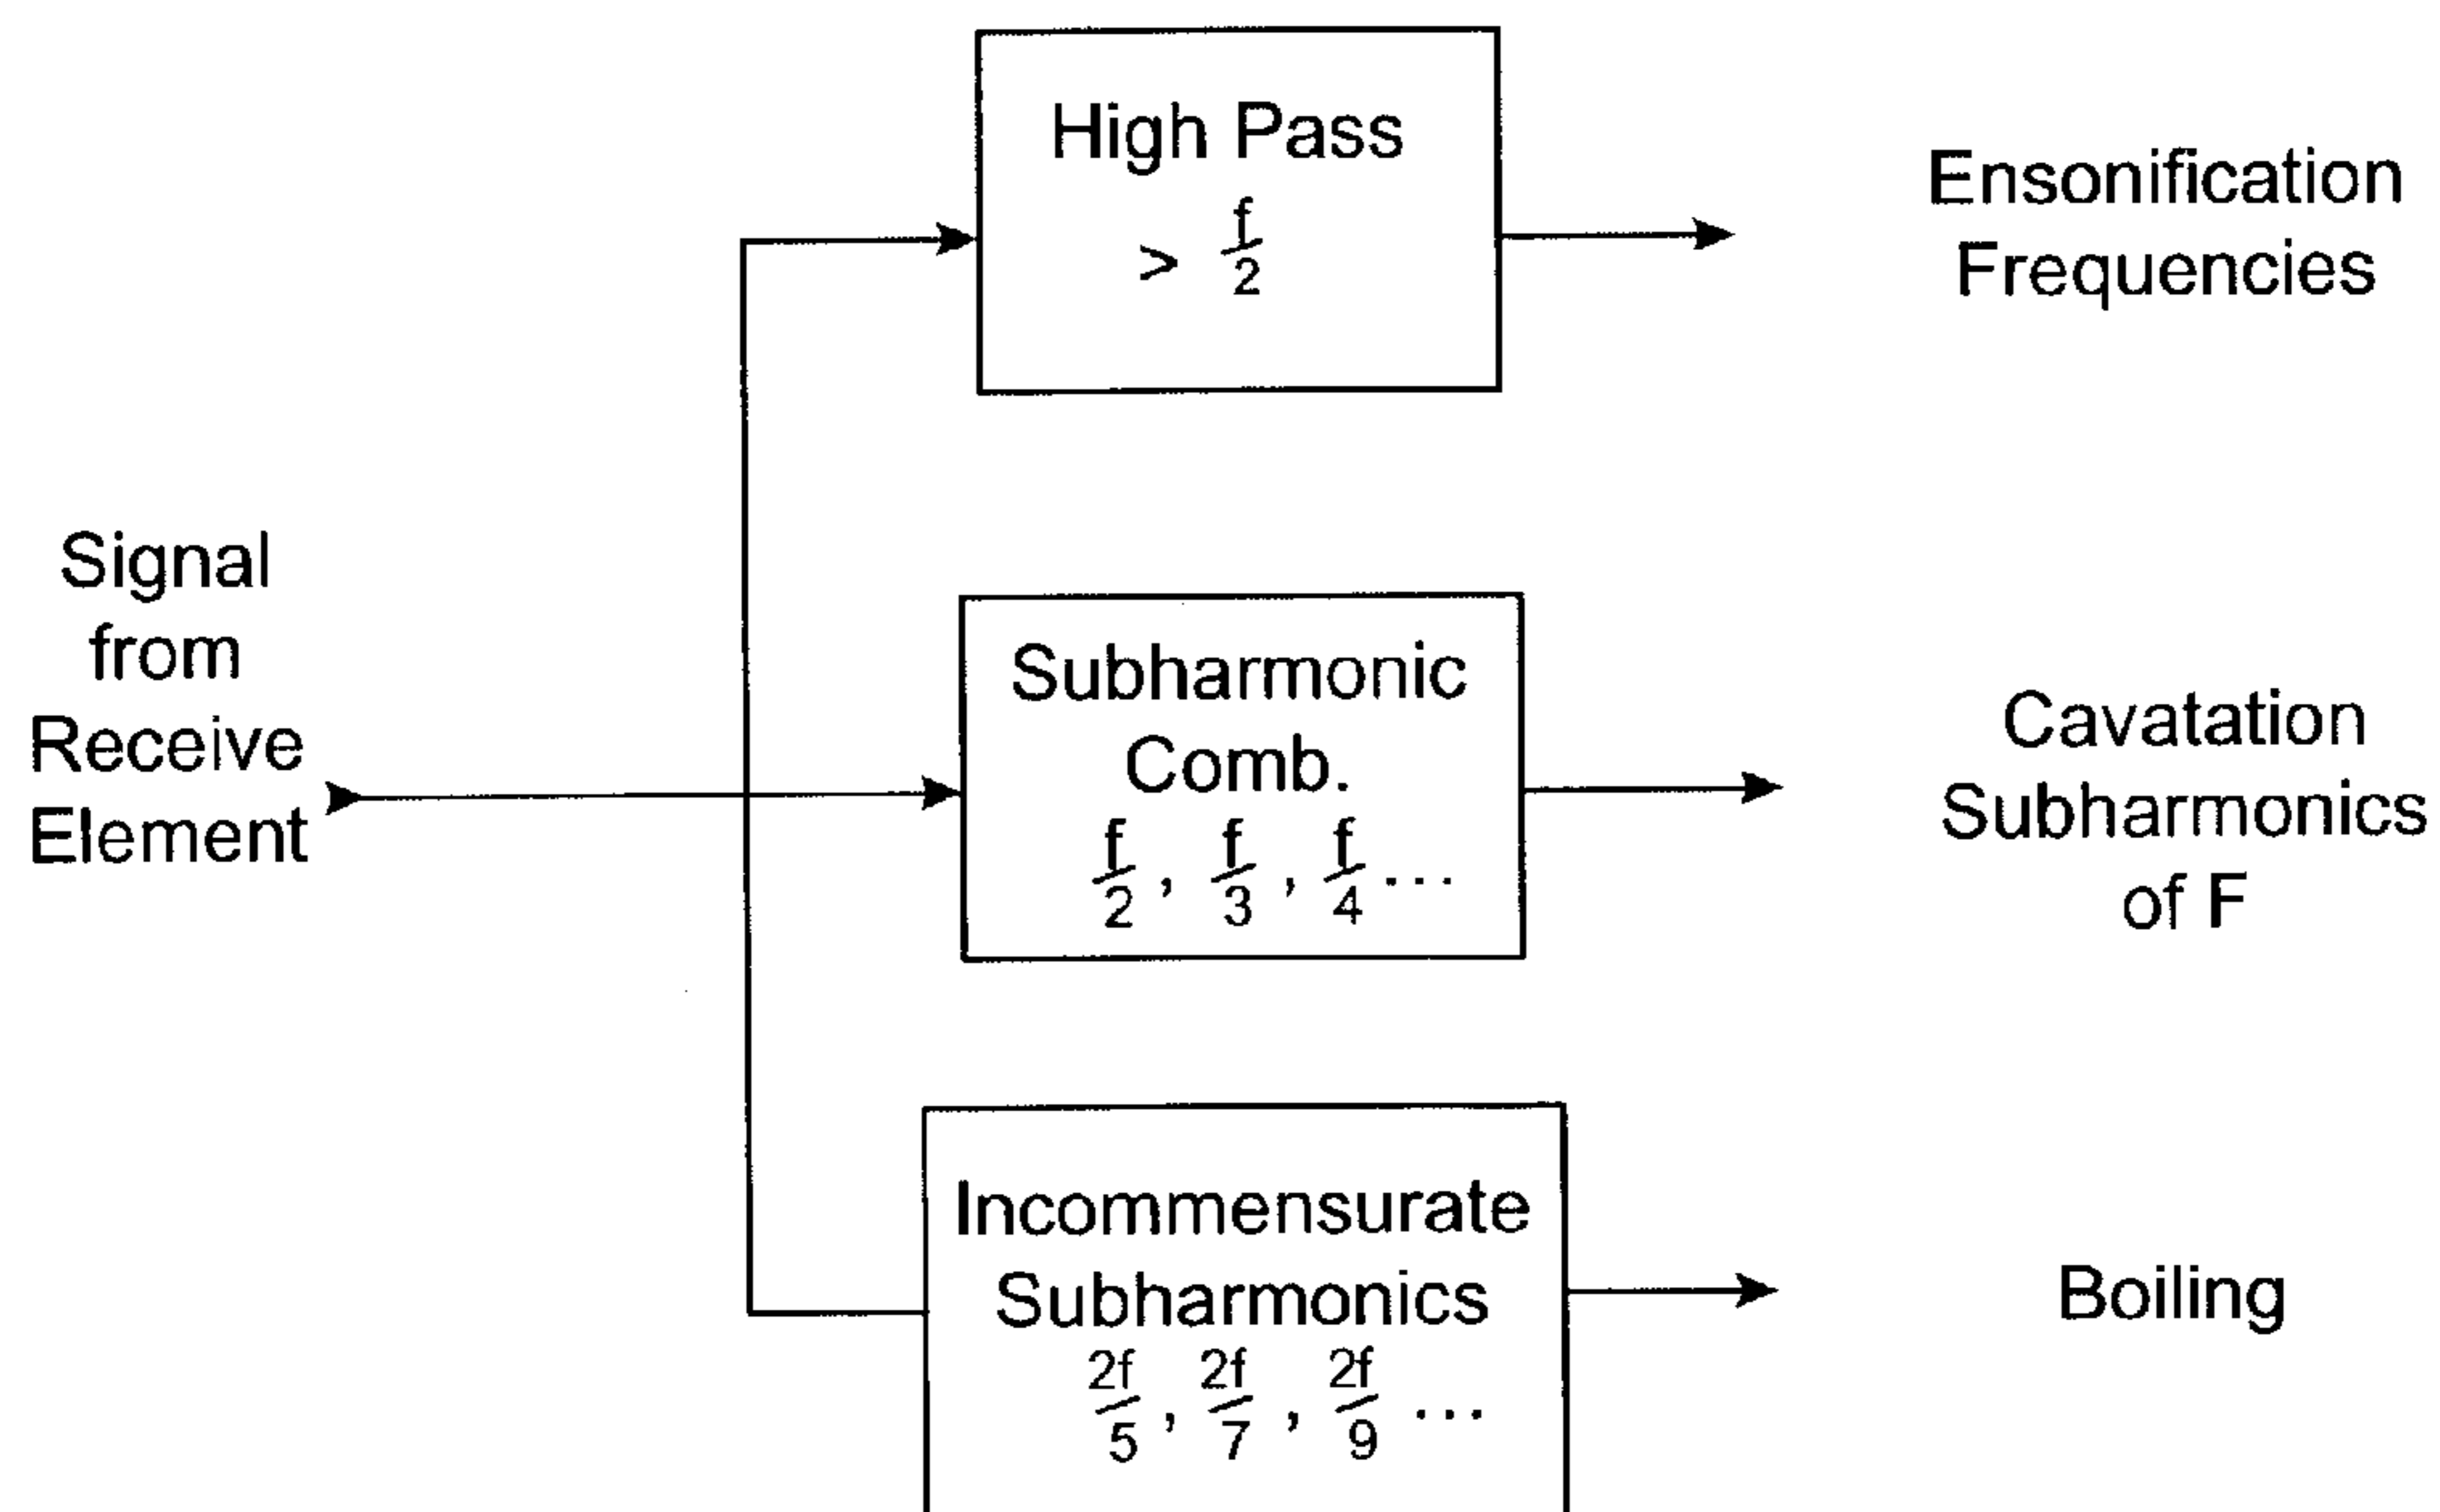 High Pass
> f/2
Ensonification
Frequencies
Signal
from
Receive
Element
Subharmonic
Comb.
f/2, f/3, f/4 ...
Cavatation
Subharmonics
of F
Incommensurate
Subharmonics
2f/5, 2f/7, 2f/9 ...
Boiling